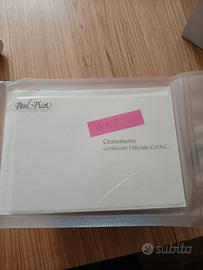 Paul Picot
Cronometro
Certificato Ufficiale C.O.S.C.
subito